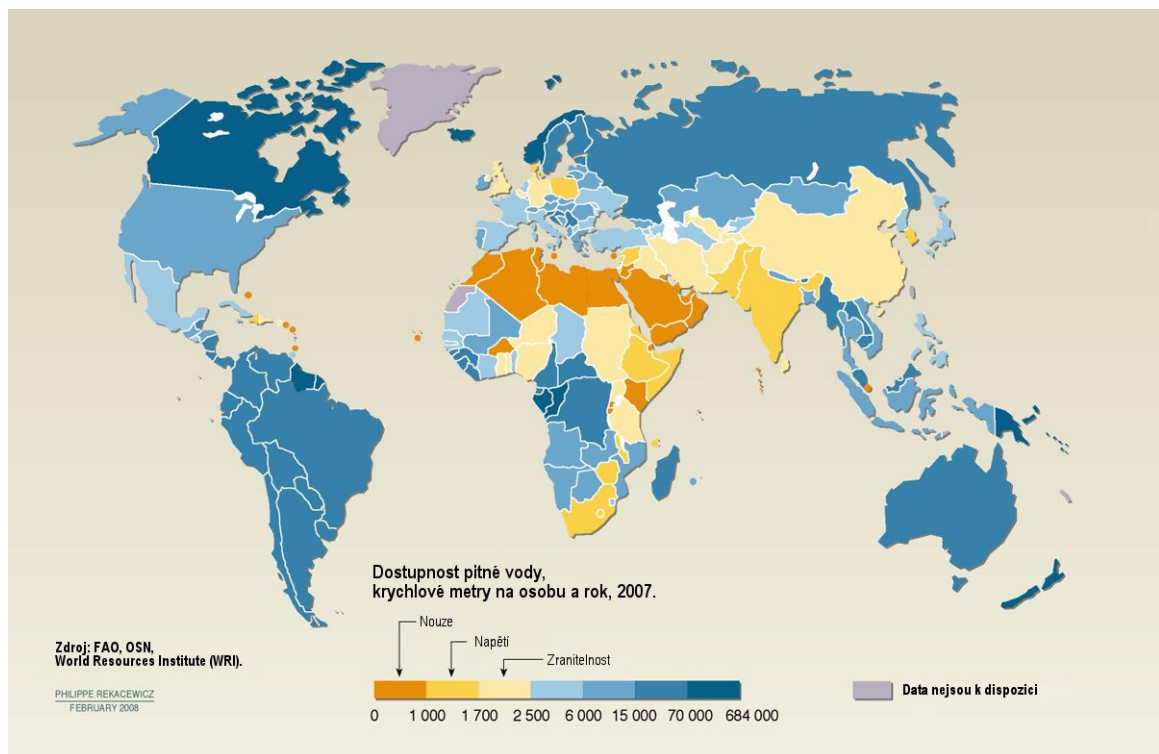 Dostupnost pitné vody,
krychlové metry na osobu a rok, 2007.
Nouze
Napětí
Zranitelnost
0 1 000 1 700 2 500 6 000 15 000 70 000 684 000
Data nejsou k dispozici
Zdroj: FAO, OSN,
World Resources Institute (WRI).
PHILIPPE REKACEWICZ
FEBRUARY 2008